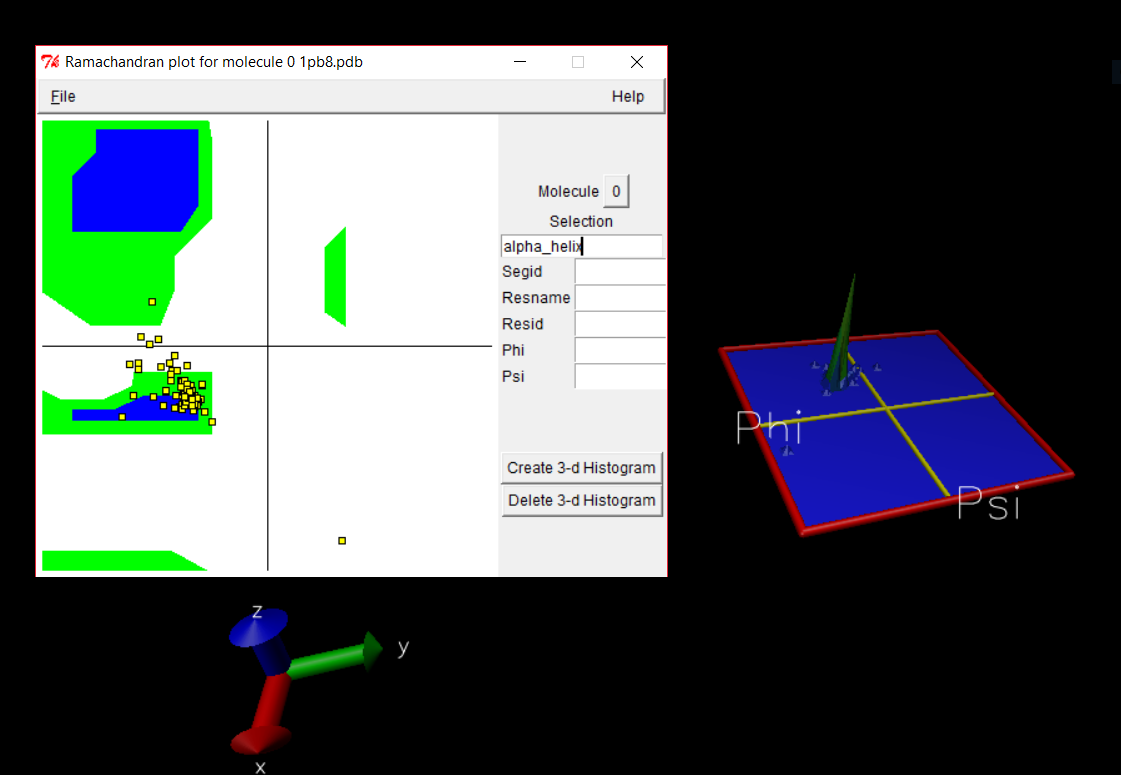 Ramachandran plot for molecule 0 1pb8.pdb
File Help
Molecule 0
Selection
alpha_helix
Segid
Resname
Resid
Phi
Psi
Create 3-d Histogram
Delete 3-d Histogram
Phi
Psi
z
y
x